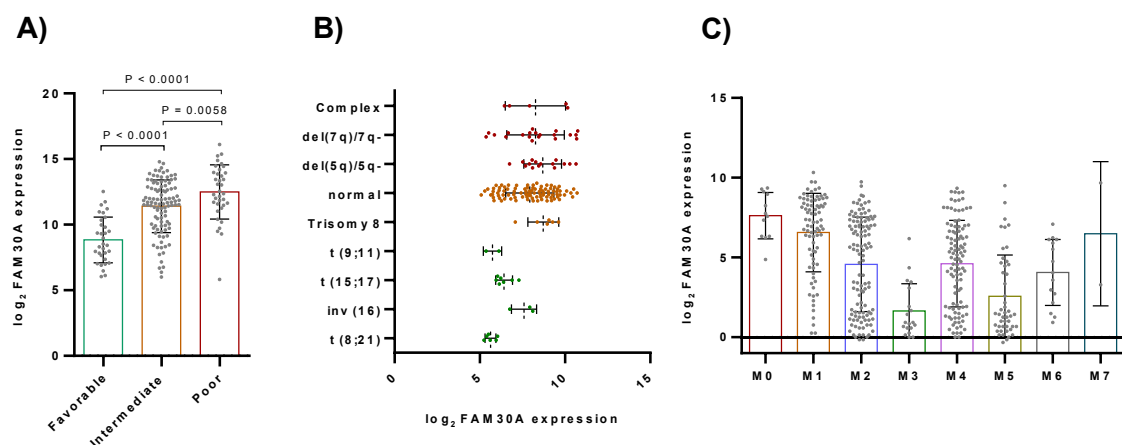 A)
P < 0.0001
P = 0.0058
P < 0.0001
20
15
10
5
0
log2 FAM30A expression
Favorable
Intermediate
Poor
B)
Complex
del(7q)/7q-
del(5q)/5q-
normal
Trisomy 8
t (9;11)
t (15;17)
inv (16)
t (8;21)
0
5
10
15
log2 FAM30A expression
C)
15
10
5
0
log2 FAM30A expression
M0
M1
M2
M3
M4
M5
M6
M7